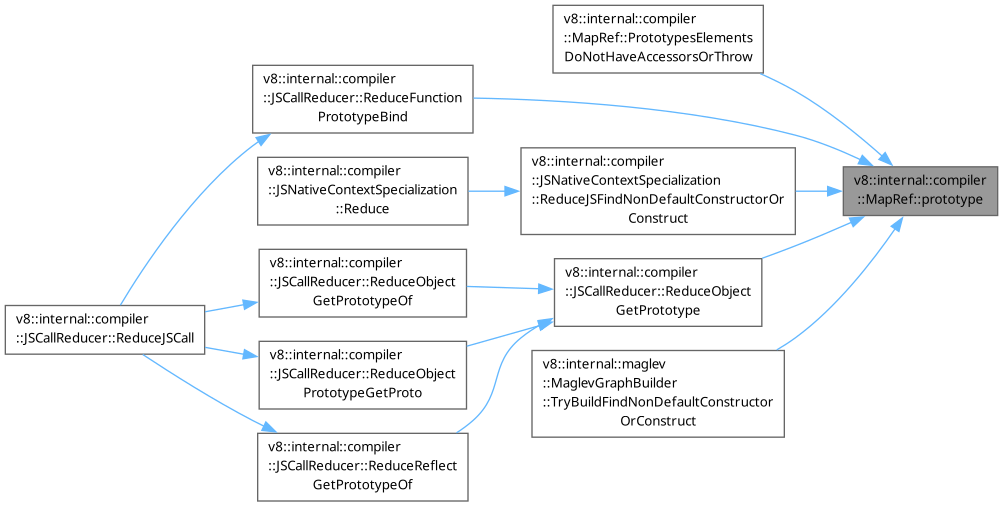 v8::internal::compiler
::MapRef::PrototypesElements
DoNotHaveAccessorsOrThrow
v8::internal::compiler
::JSCallReducer::ReduceFunction
PrototypeBind
v8::internal::compiler
::JSNativeContextSpecialization
::Reduce
v8::internal::compiler
::JSNativeContextSpecialization
::ReduceJSFindNonDefaultConstructorOr
Construct
v8::internal::compiler
::MapRef::prototype
v8::internal::compiler
::JSCallReducer::ReduceObject
GetPrototypeOf
v8::internal::compiler
::JSCallReducer::ReduceObject
GetPrototype
v8::internal::compiler
::JSCallReducer::ReduceJSCall
v8::internal::compiler
::JSCallReducer::ReduceObject
PrototypeGetProto
v8::internal::maglev
::MaglevGraphBuilder
::TryBuildFindNonDefaultConstructor
OrConstruct
v8::internal::compiler
::JSCallReducer::ReduceReflect
GetPrototypeOf